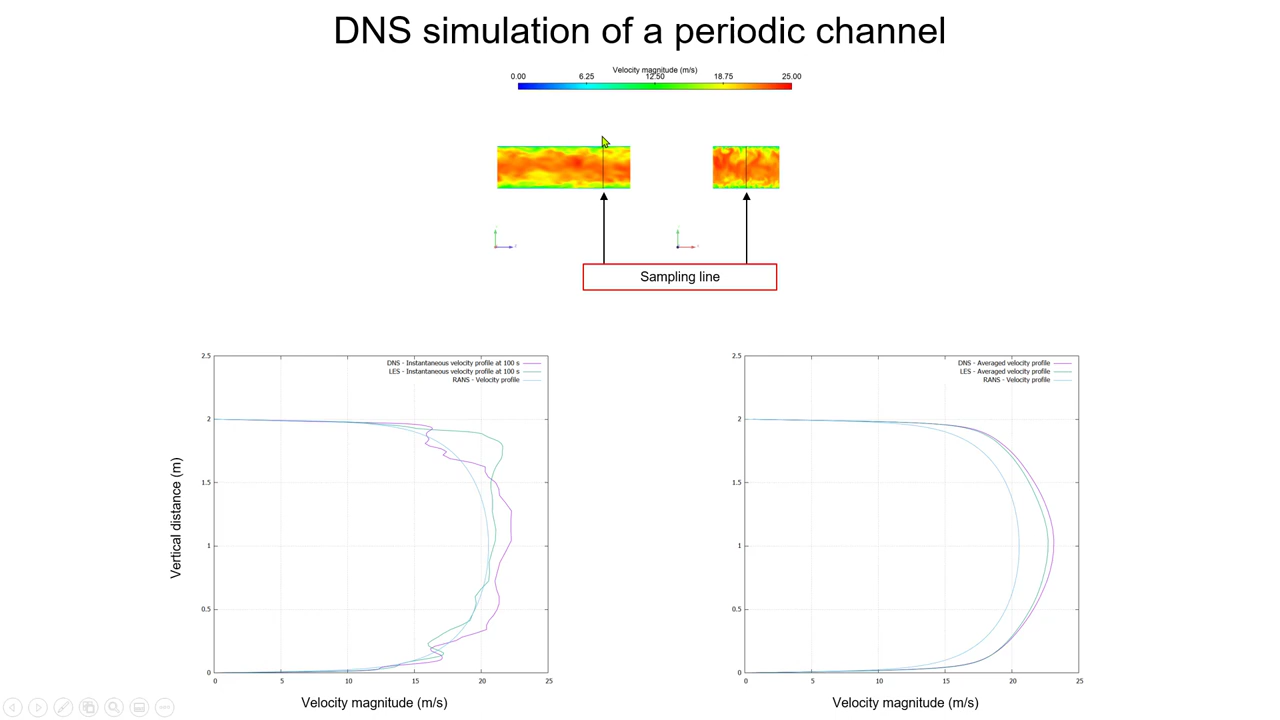 DNS simulation of a periodic channel
Velocity magnitude (m/s)
0.00 6.25 12.50 18.75 25.00
Sampling line
2.5
2
1.5
1
0.5
0
0 5 10 15 20 25
DNS - Instantaneous velocity profile at 100 s
LES - Instantaneous velocity profile at 100 s
RANS - Velocity profile
Vertical distance (m)
Velocity magnitude (m/s)
2.5
2
1.5
1
0.5
0
0 5 10 15 20 25
DNS - Averaged velocity profile
LES - Averaged velocity profile
RANS - Velocity profile
Velocity magnitude (m/s)